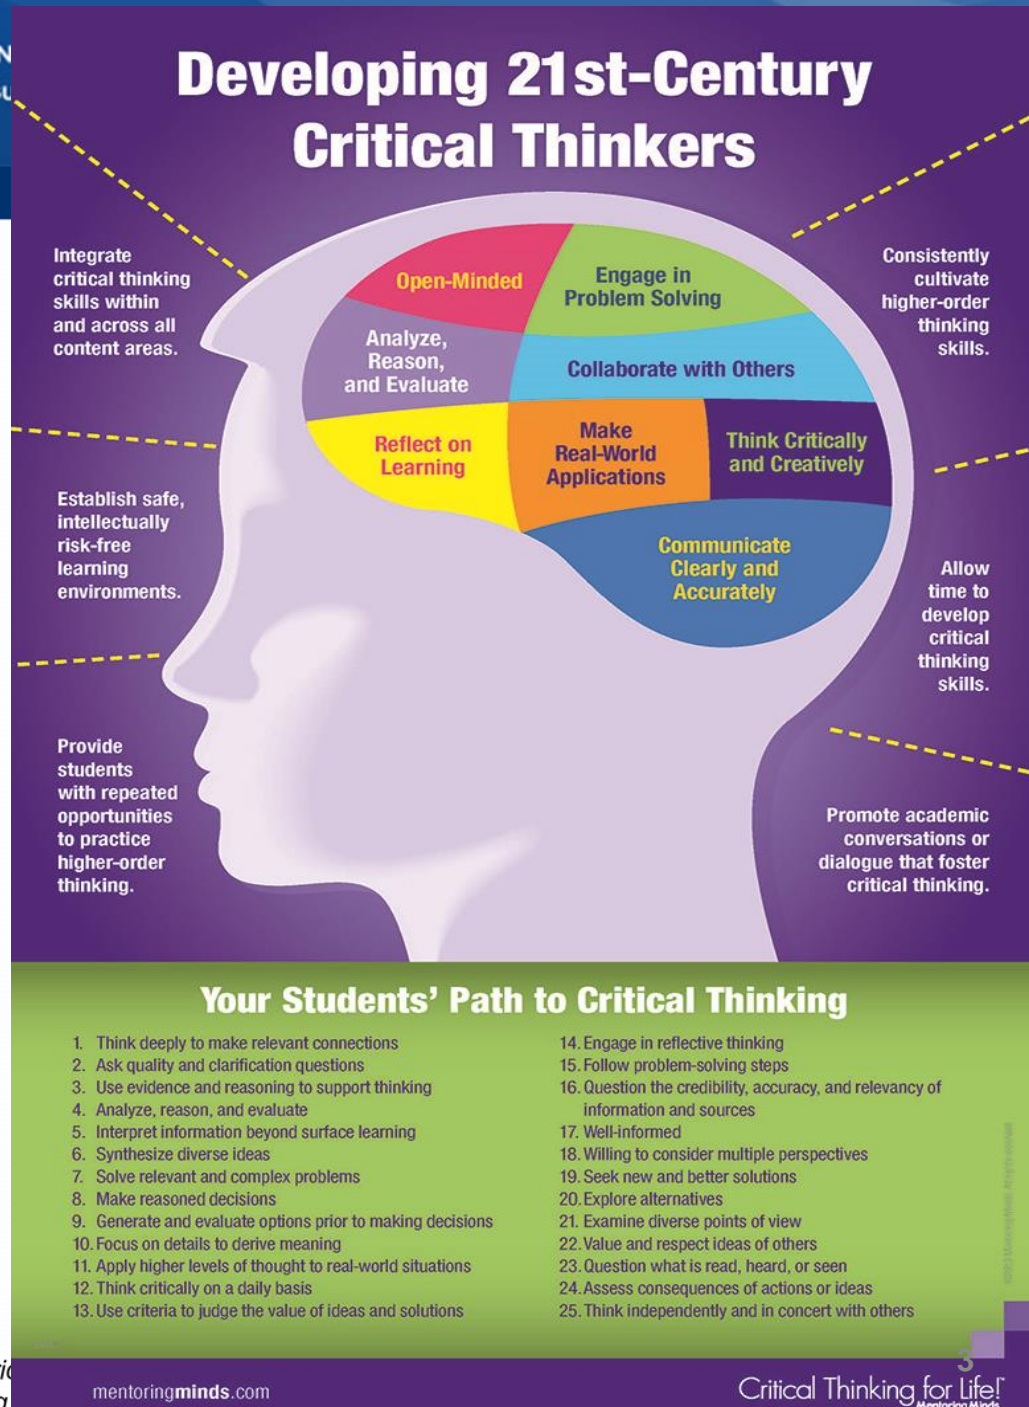 Developing 21st-Century
Critical Thinkers
Integrate
critical thinking
skills within
and across all
content areas.
Establish safe,
intellectually
risk-free
learning
environments.
Provide
students
with repeated
opportunities
to practice
higher-order
thinking.
Open-Minded
Engage in
Problem Solving
Analyze,
Reason,
and Evaluate
Collaborate with Others
Reflect on
Learning
Make
Real-World
Applications
Think Critically
and Creatively
Communicate
Clearly and
Accurately
Consistently
cultivate
higher-order
thinking
skills.
Allow
time to
develop
critical
thinking
skills.
Promote academic
conversations or
dialogue that foster
critical thinking.
Your Students' Path to Critical Thinking
1. Think deeply to make relevant connections
2. Ask quality and clarification questions
3. Use evidence and reasoning to support thinking
4. Analyze, reason, and evaluate
5. Interpret information beyond surface learning
6. Synthesize diverse ideas
7. Solve relevant and complex problems
8. Make reasoned decisions
9. Generate and evaluate options prior to making decisions
10. Focus on details to derive meaning
11. Apply higher levels of thought to real-world situations
12. Think critically on a daily basis
13. Use criteria to judge the value of ideas and solutions
14. Engage in reflective thinking
15. Follow problem-solving steps
16. Question the credibility, accuracy, and relevancy of
information and sources
17. Well-informed
18. Willing to consider multiple perspectives
19. Seek new and better solutions
20. Explore alternatives
21. Examine diverse points of view
22. Value and respect ideas of others
23. Question what is read, heard, or seen
24. Assess consequences of actions or ideas
25. Think independently and in concert with others
3
mentoringminds.com
Critical Thinking for Life!
Mentoring Minds